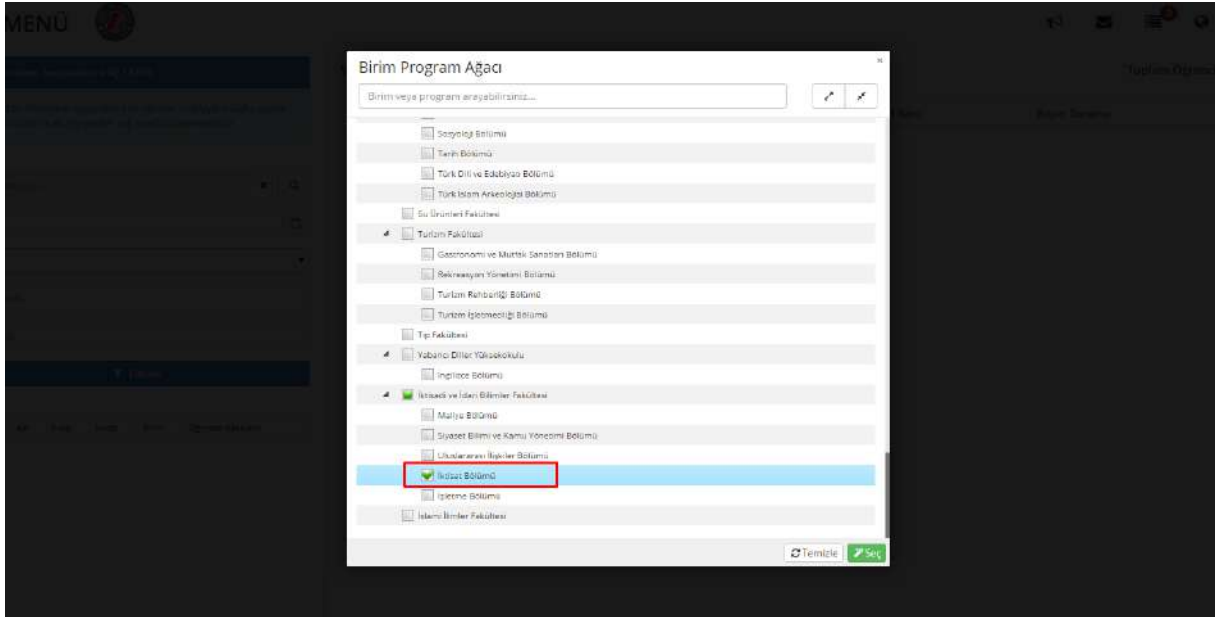 MENÜ
Birim Program Ağacı
Birim veya program arayabilirsiniz...
Sosyoloji Bölümü
Tarih Bölümü
Türk Dili ve Edebiyatı Bölümü
Türk İslam Arkeolojisi Bölümü
Su Ürünleri Fakültesi
Turizm Fakültesi
Gastronomi ve Mutfak Sanatları Bölümü
Rekreasyon Yönetimi Bölümü
Turizm Rehberliği Bölümü
Turizm İşletmeciliği Bölümü
Tıp Fakültesi
Yabancı Diller Yüksekokulu
İngilizce Bölümü
İktisadi ve İdari Bilimler Fakültesi
Maliye Bölümü
Siyaset Bilimi ve Kamu Yönetimi Bölümü
Uluslararası İlişkiler Bölümü
İktisat Bölümü
İşletme Bölümü
İslami İlimler Fakültesi
Temizle
Seç